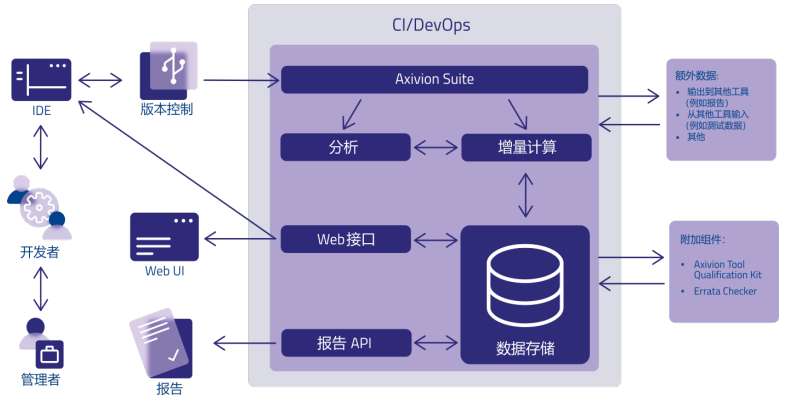 CI/DevOps
Axivion Suite
分析
增量计算
Web接口
报告 API
数据存储
IDE
版本控制
开发者
Web UI
管理者
报告
额外数据:
• 输出到其他工具
(例如报告)
• 从其他工具输入
(例如测试数据)
• 其他
附加组件:
• Axivion Tool
Qualification Kit
• Errata Checker